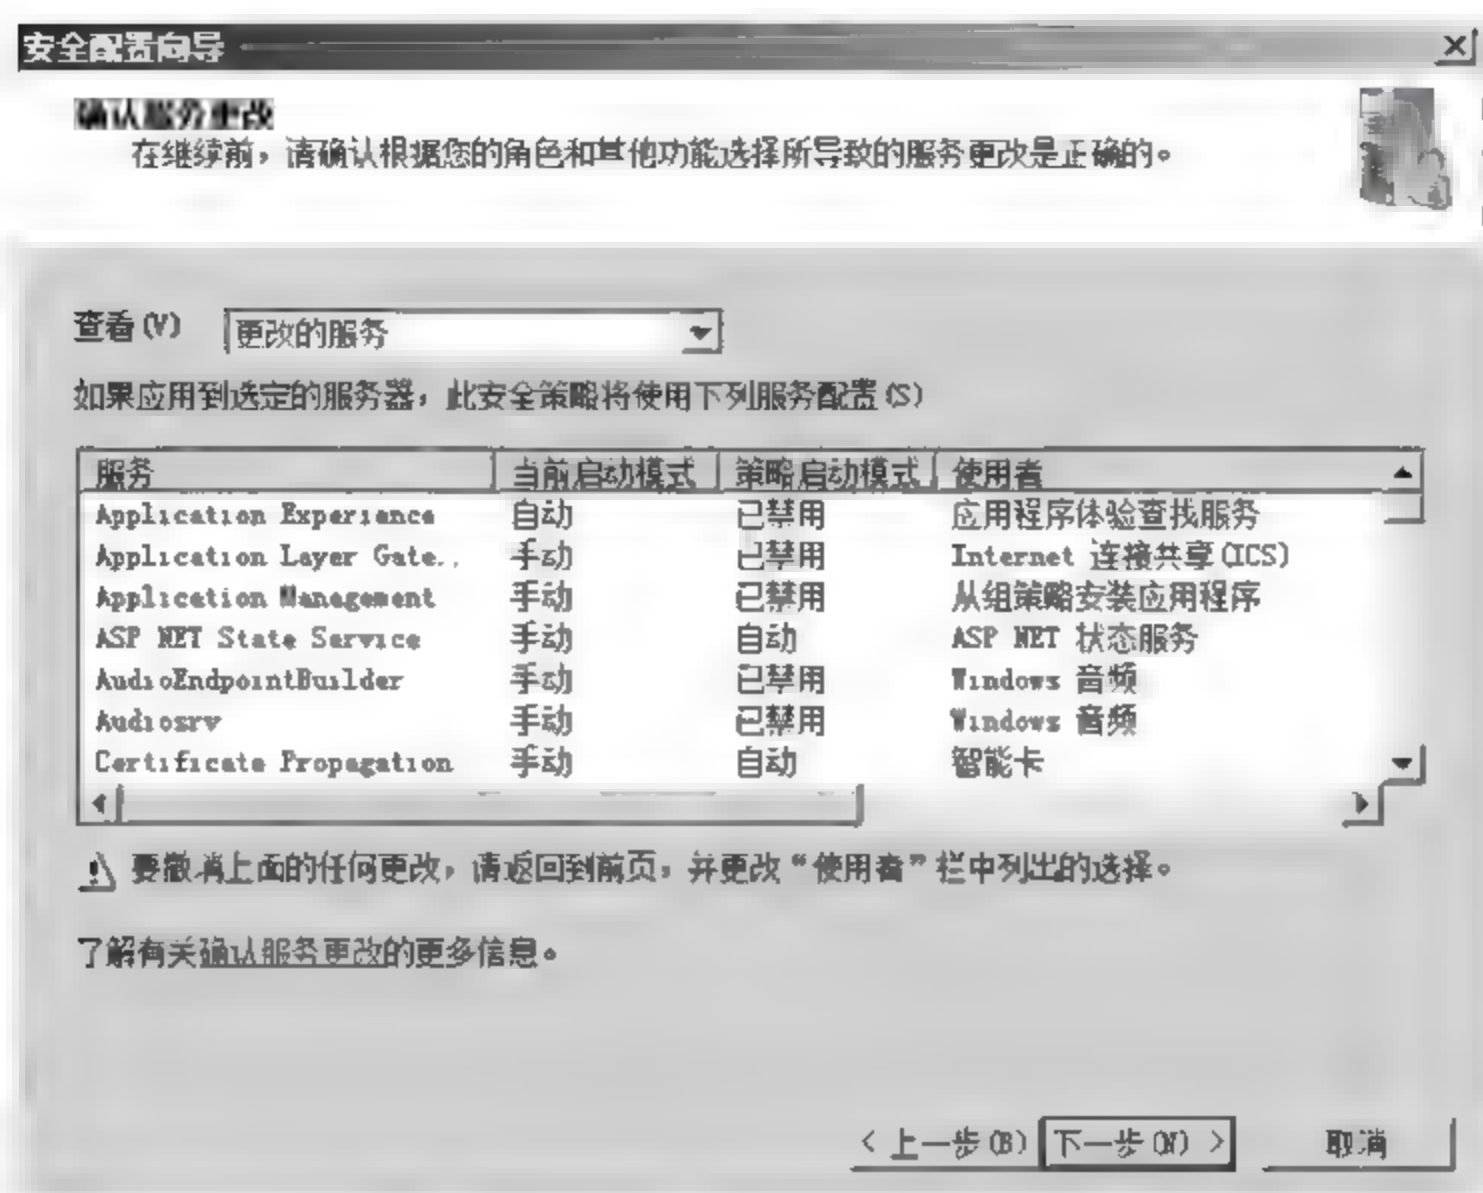 安全配置向导
确认服务更改
在继续前，请确认根据您的角色和其他功能选择所导致的服务更改是正确的。
查看(V) 更改的服务
如果应用到选定的服务器，此安全策略将使用下列服务配置(S)
服务 当前启动模式 策略启动模式 使用者
Application Experience 自动 已禁用 应用程序体验查找服务
Application Layer Gate.. 手动 已禁用 Internet 连接共享(ICS)
Application Management 手动 已禁用 从组策略安装应用程序
ASP NET State Service 手动 自动 ASP NET 状态服务
AudioEndpointBuilder 手动 已禁用 Windows 音频
Audiosrv 手动 已禁用 Windows 音频
Certificate Propagation 手动 自动 智能卡
要撤消上面的任何更改，请返回到前页，并更改“使用者”栏中列出的选择。
了解有关确认服务更改的更多信息。
< 上一步(B) 下一步(N) > 取消